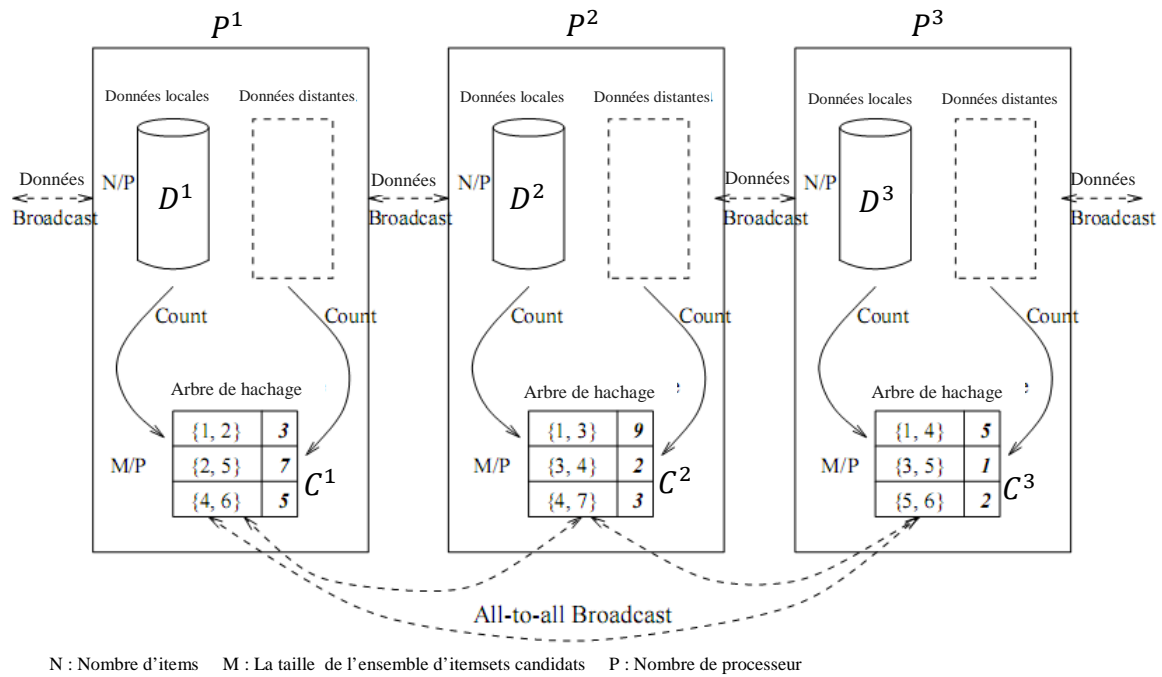 P¹ P² P³
Données locales Données distantes Données locales Données distantes Données locales Données distantes
Données N/P D¹ Données N/P D² Données N/P D³ Données
Broadcast Broadcast Broadcast Broadcast
Count Count Count Count Count Count
Arbre de hachage Arbre de hachage Arbre de hachage
{1, 2} 3 {1, 3} 9 {1, 4} 5
M/P {2, 5} 7 C¹ M/P {3, 4} 2 C² M/P {3, 5} 1 C³
{4, 6} 5 {4, 7} 3 {5, 6} 2
All-to-all Broadcast
N : Nombre d'items M : La taille de l'ensemble d'itemsets candidats P : Nombre de processeur